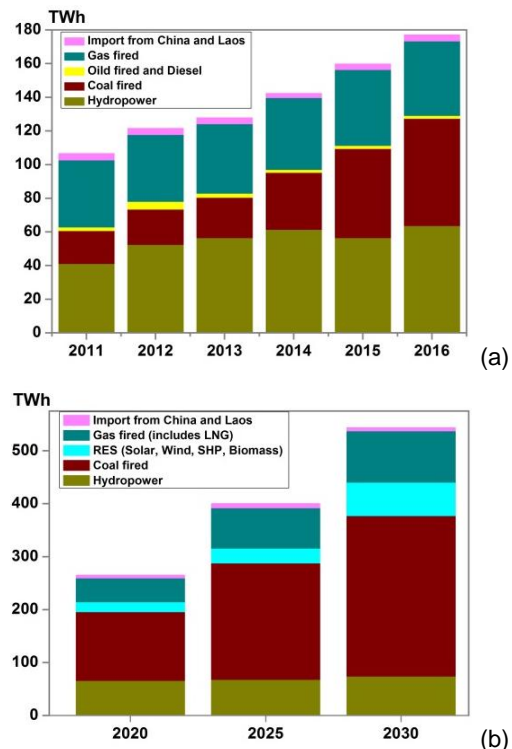 TWh
180
160
140
120
100
80
60
40
20
0
Import from China and Laos
Gas fired
Oild fired and Diesel
Coal fired
Hydropower
2011 2012 2013 2014 2015 2016
(a)
TWh
500
400
300
200
100
0
Import from China and Laos
Gas fired (includes LNG)
RES (Solar, Wind, SHP, Biomass)
Coal fired
Hydropower
2020 2025 2030
(b)